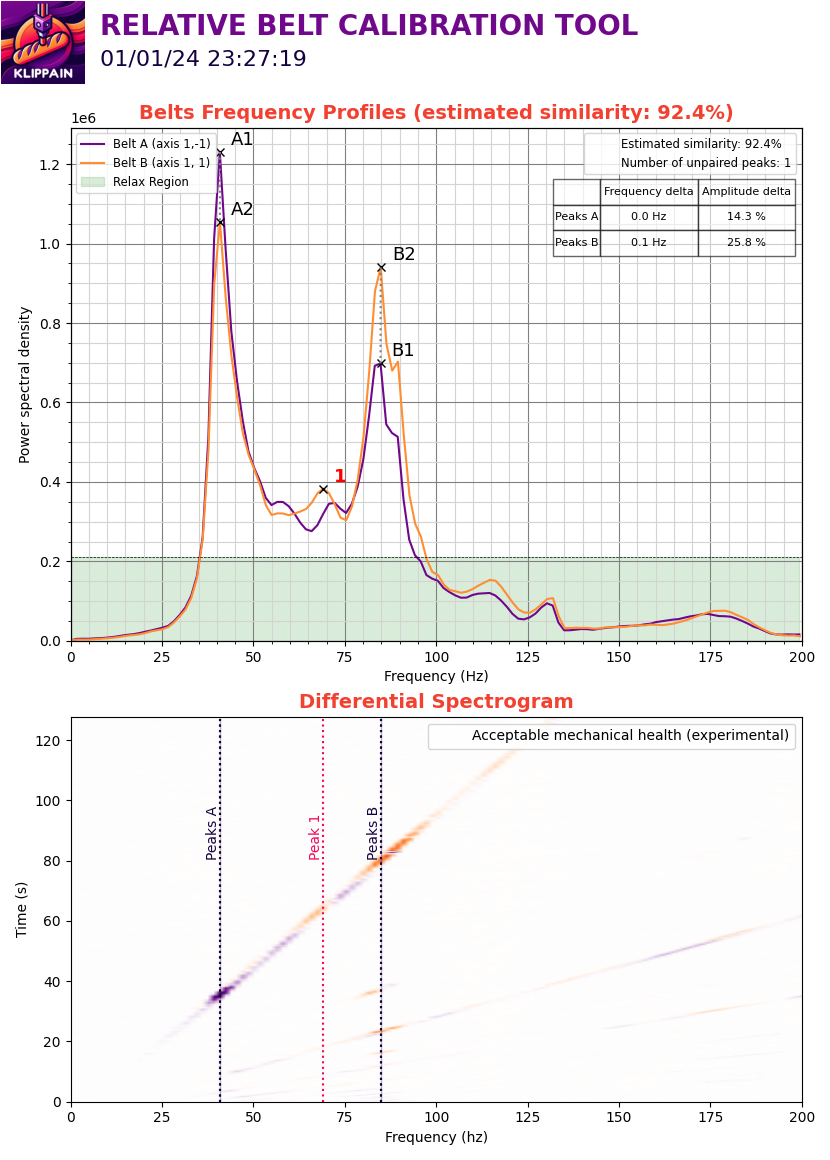 KLIPPAIN
RELATIVE BELT CALIBRATION TOOL
01/01/24 23:27:19
Belts Frequency Profiles (estimated similarity: 92.4%)
1e6
Belt A (axis 1,-1)
Belt B (axis 1, 1)
Relax Region
Estimated similarity: 92.4%
Number of unpaired peaks: 1
Frequency delta Amplitude delta
Peaks A 0.0 Hz 14.3 %
Peaks B 0.1 Hz 25.8 %
A1
A2
B2
B1
1
Power spectral density
1.2
1.0
0.8
0.6
0.4
0.2
0.0
0 25 50 75 100 125 150 175 200
Frequency (Hz)
Differential Spectrogram
Acceptable mechanical health (experimental)
Peaks A
Peak 1
Peaks B
Time (s)
120
100
80
60
40
20
0
0 25 50 75 100 125 150 175 200
Frequency (hz)